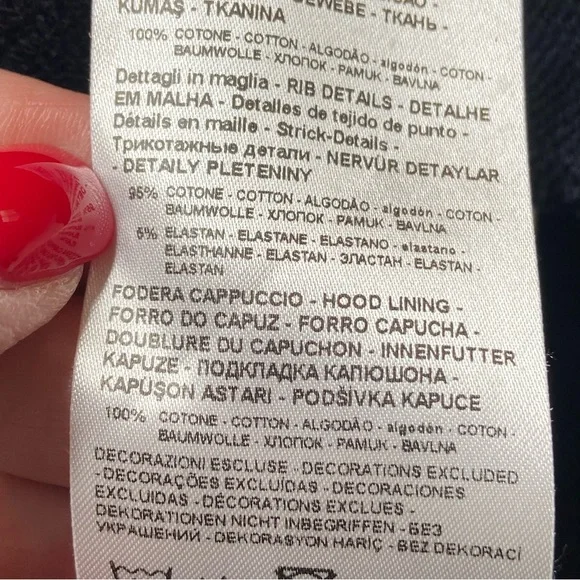 GEWEBE - ТКАНЬ -
KUMAŞ - TKANINA
100% COTONE - COTTON - ALGODÃO - algodón - COTON -
BAUMWOLLE - ХЛОПОК - PAMUK - BAVLNA
Dettagli in maglia - RIB DETAILS - DETALHE
EM MALHA - Detalles de tejido de punto -
Détails en maille - Strick-Details -
Трикотажные детали - NERVÜR DETAYLAR
- DETAILY PLETENINY
95% COTONE - COTTON - ALGODÃO - algodón - COTON -
BAUMWOLLE - ХЛОПОК - PAMUK - BAVLNA
5% ELASTAN - ELASTANE - ELASTANO - elastano -
ELASTHANNE - ELASTAN - ЭЛАСТАН - ELASTAN -
ELASTAN
FODERA CAPPUCCIO - HOOD LINING -
FORRO DO CAPUZ - FORRO CAPUCHA -
DOUBLURE DU CAPUCHON - INNENFUTTER
KAPUZE - ПОДКЛАДКА КАПЮШОНА -
KAPÜŞON ASTARI - PODŠÍVKA KAPUCE
100% COTONE - COTTON - ALGODÃO - algodón - COTON -
BAUMWOLLE - ХЛОПОК - PAMUK - BAVLNA
DECORAZIONI ESCLUSE - DECORATIONS EXCLUDED
- DECORAÇÕES EXCLUÍDAS - DECORACIONES
EXCLUIDAS - DÉCORATIONS EXCLUES -
DEKORATIONEN NICHT INBEGRIFFEN - БЕЗ
УКРАШЕНИЙ - DEKORASYON HARİÇ - BEZ DEKORACÍ